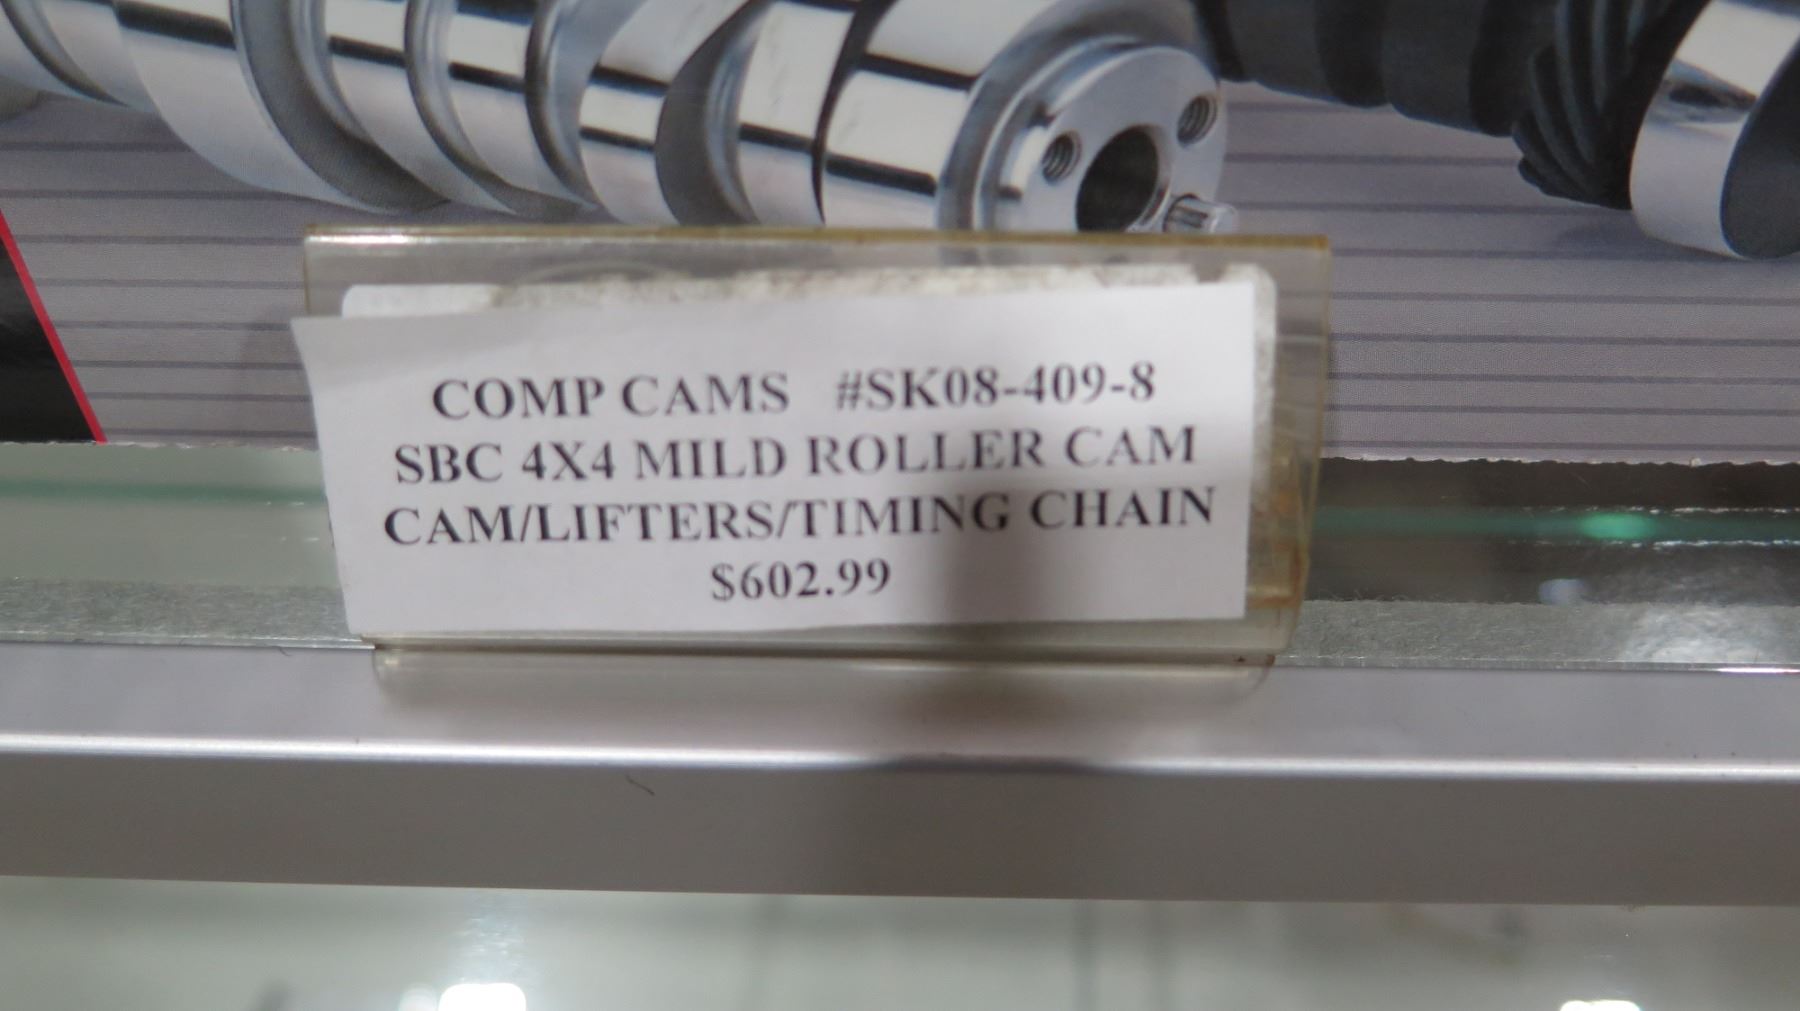 COMP CAMS #SK08-409-8
SBC 4X4 MILD ROLLER CAM
CAM/LIFTERS/TIMING CHAIN
$602.99